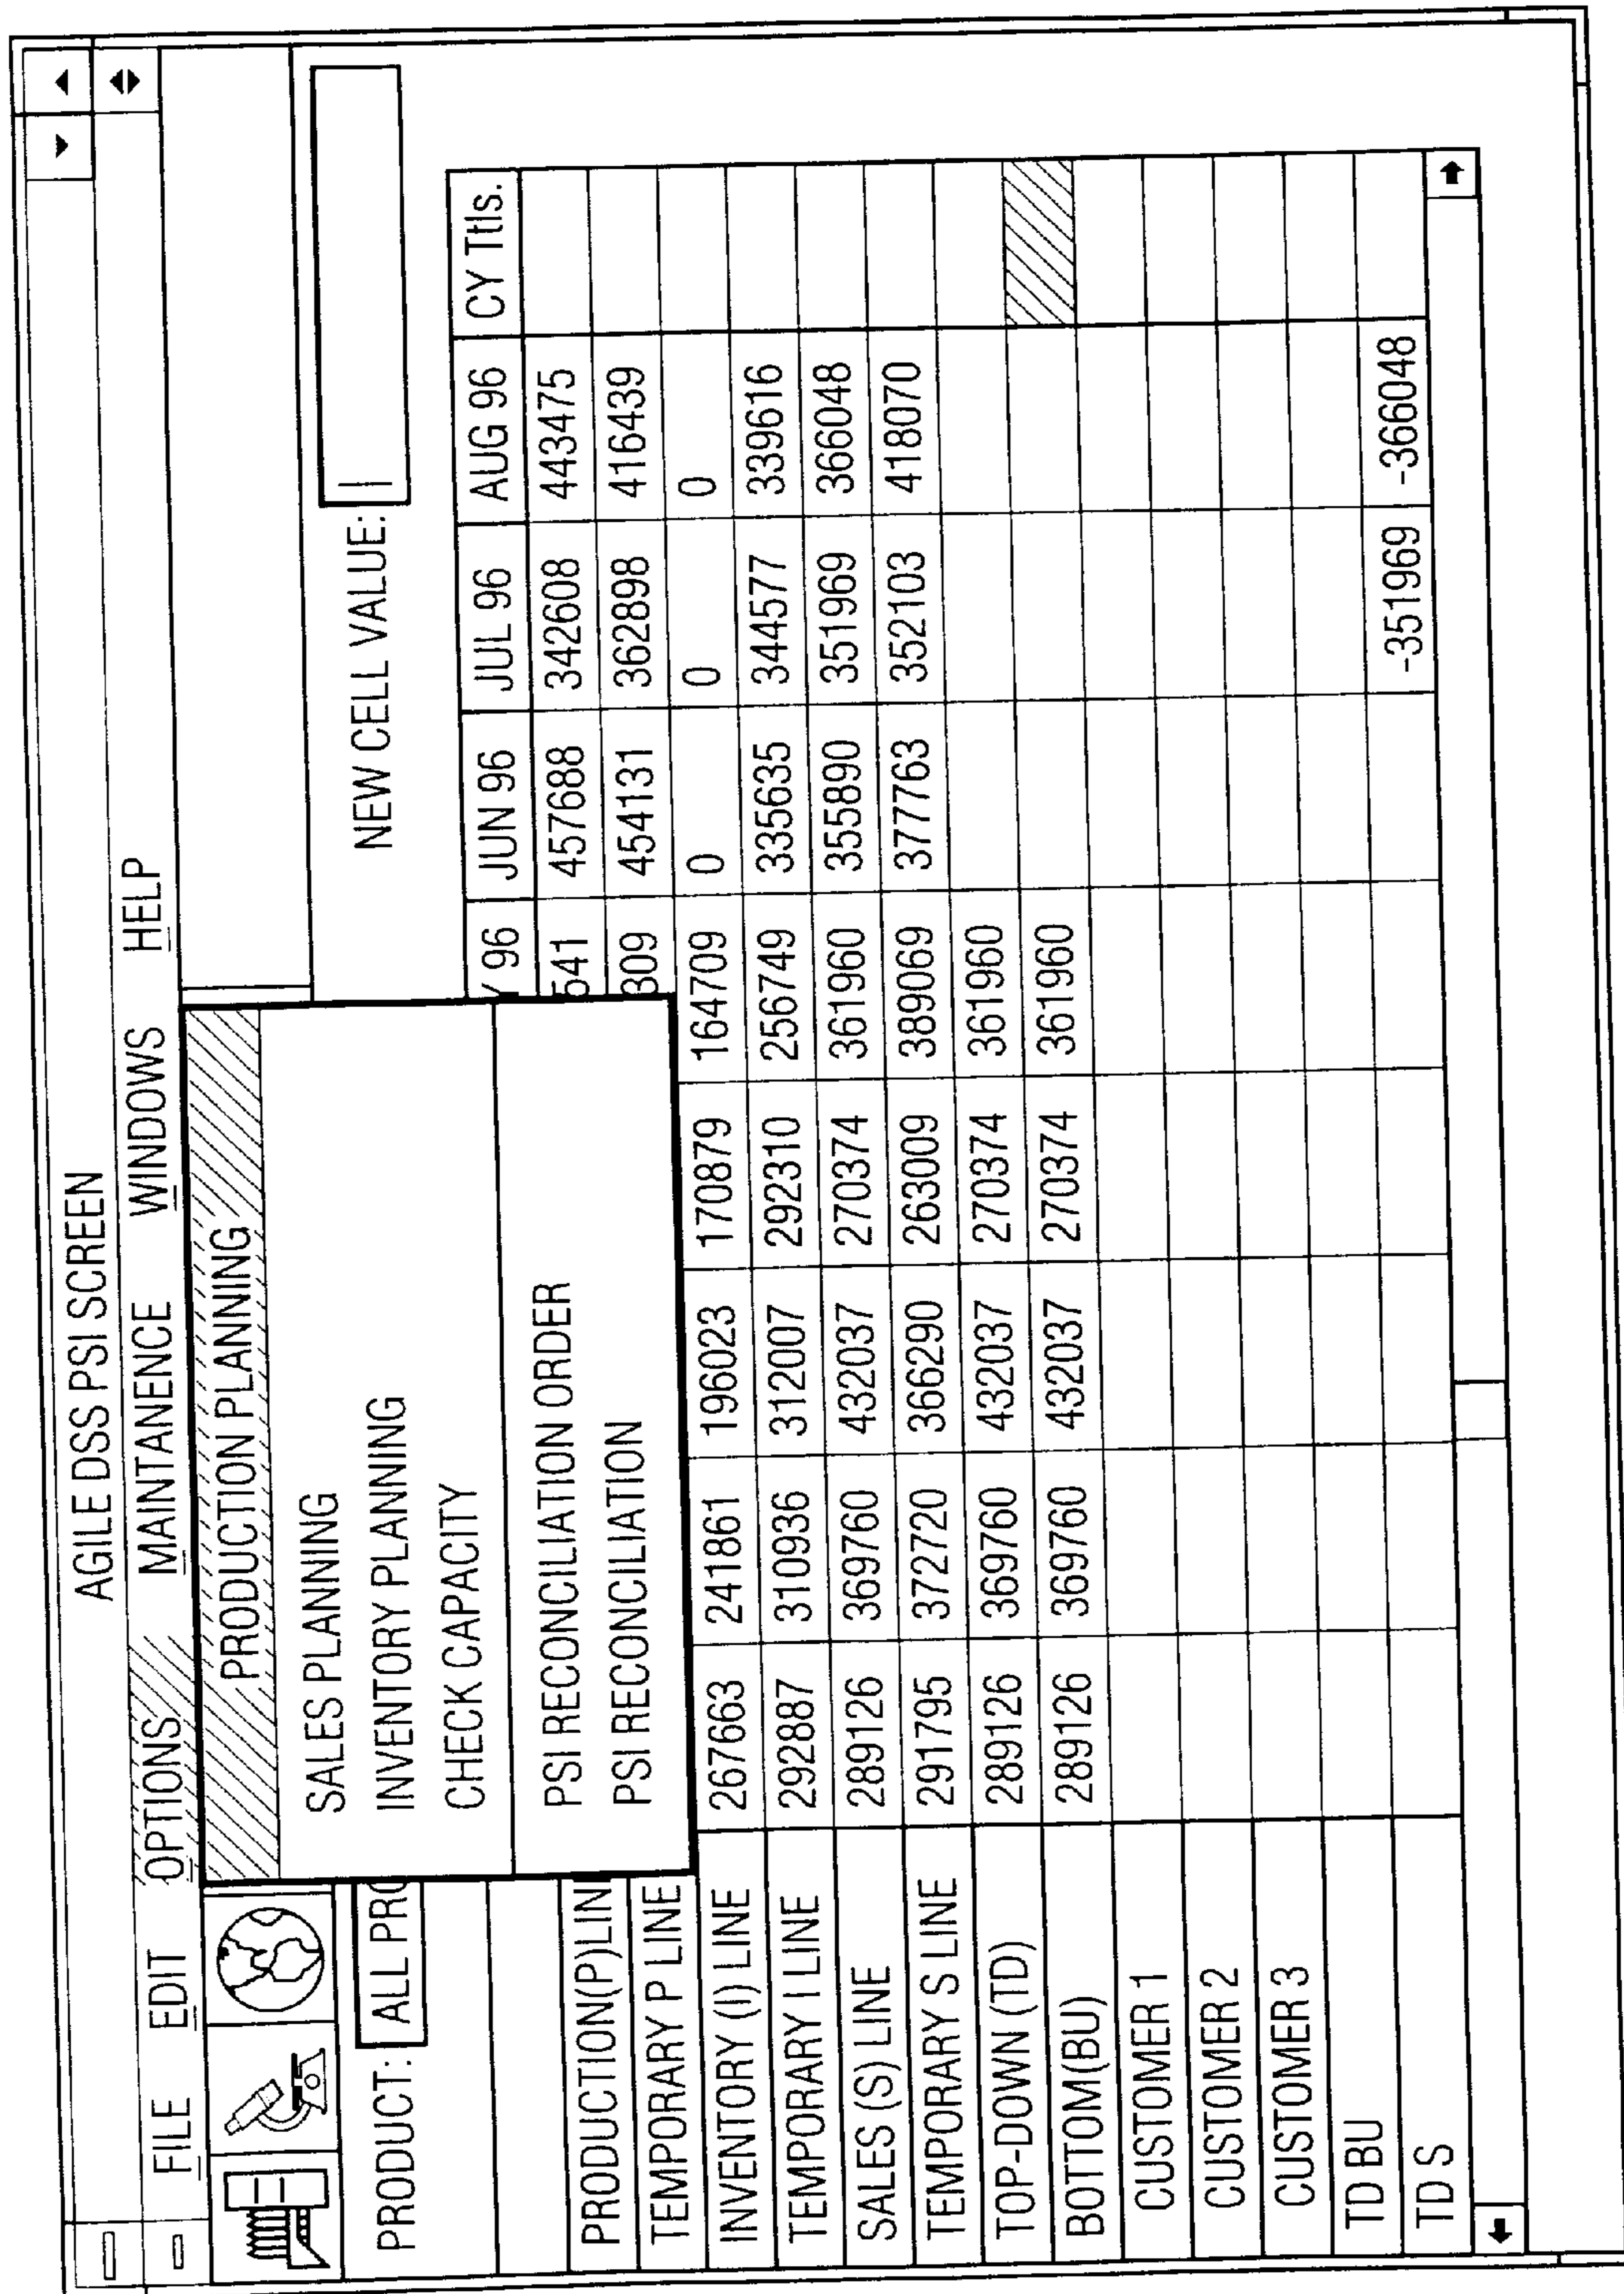 AGILE DSS PSI SCREEN
FILE EDIT OPTIONS MAINTANENCE WINDOWS HELP
PRODUCTION PLANNING
SALES PLANNING
INVENTORY PLANNING
CHECK CAPACITY
PSI RECONCILIATION ORDER
PSI RECONCILIATION
PRODUCT: ALL PRO NEW CELL VALUE:
Y 96 JUN 96 JUL 96 AUG 96 CY Ttls.
PRODUCTION(P)LIN 541 457688 342608 443475
TEMPORARY P LINE 309 454131 362898 416439
INVENTORY (I) LINE 267663 241861 196023 170879 164709 0 0 0
TEMPORARY I LINE 292887 310936 312007 292310 256749 335635 344577 339616
SALES (S) LINE 289126 369760 432037 270374 361960 355890 351969 366048
TEMPORARY S LINE 291795 372720 366290 263009 389069 377763 352103 418070
TOP-DOWN (TD) 289126 369760 432037 270374 361960
BOTTOM(BU) 289126 369760 432037 270374 361960
CUSTOMER 1
CUSTOMER 2
CUSTOMER 3
TD BU
TD S -351969 -366048